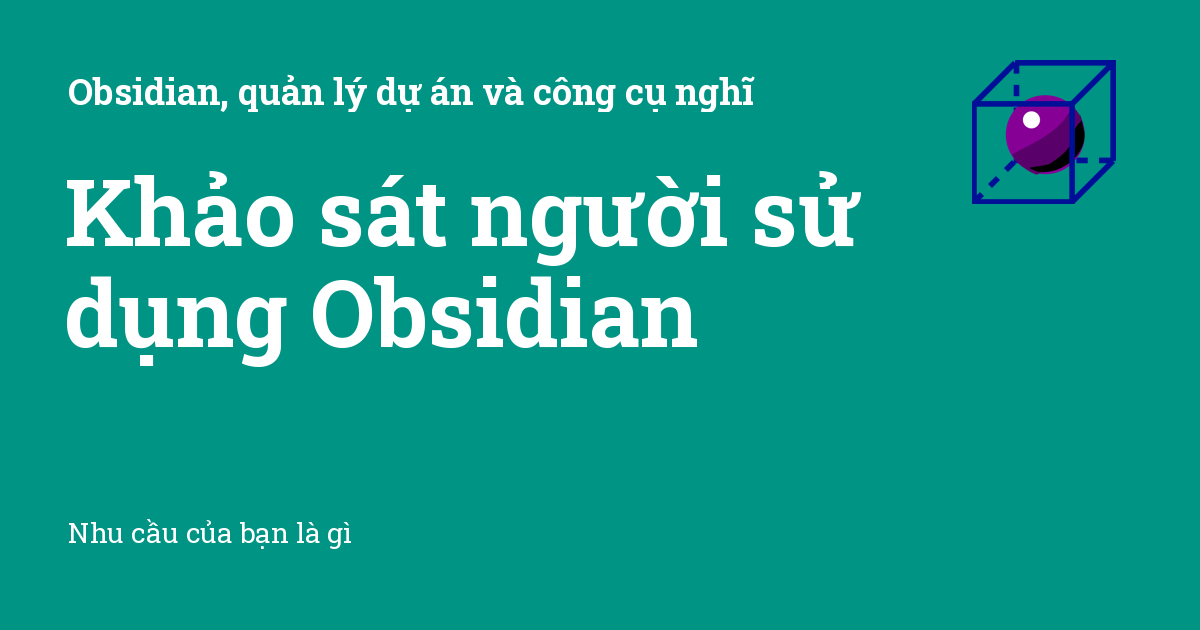 Obsidian, quản lý dự án và công cụ nghĩ
Khảo sát người sử
dụng Obsidian
Nhu cầu của bạn là gì